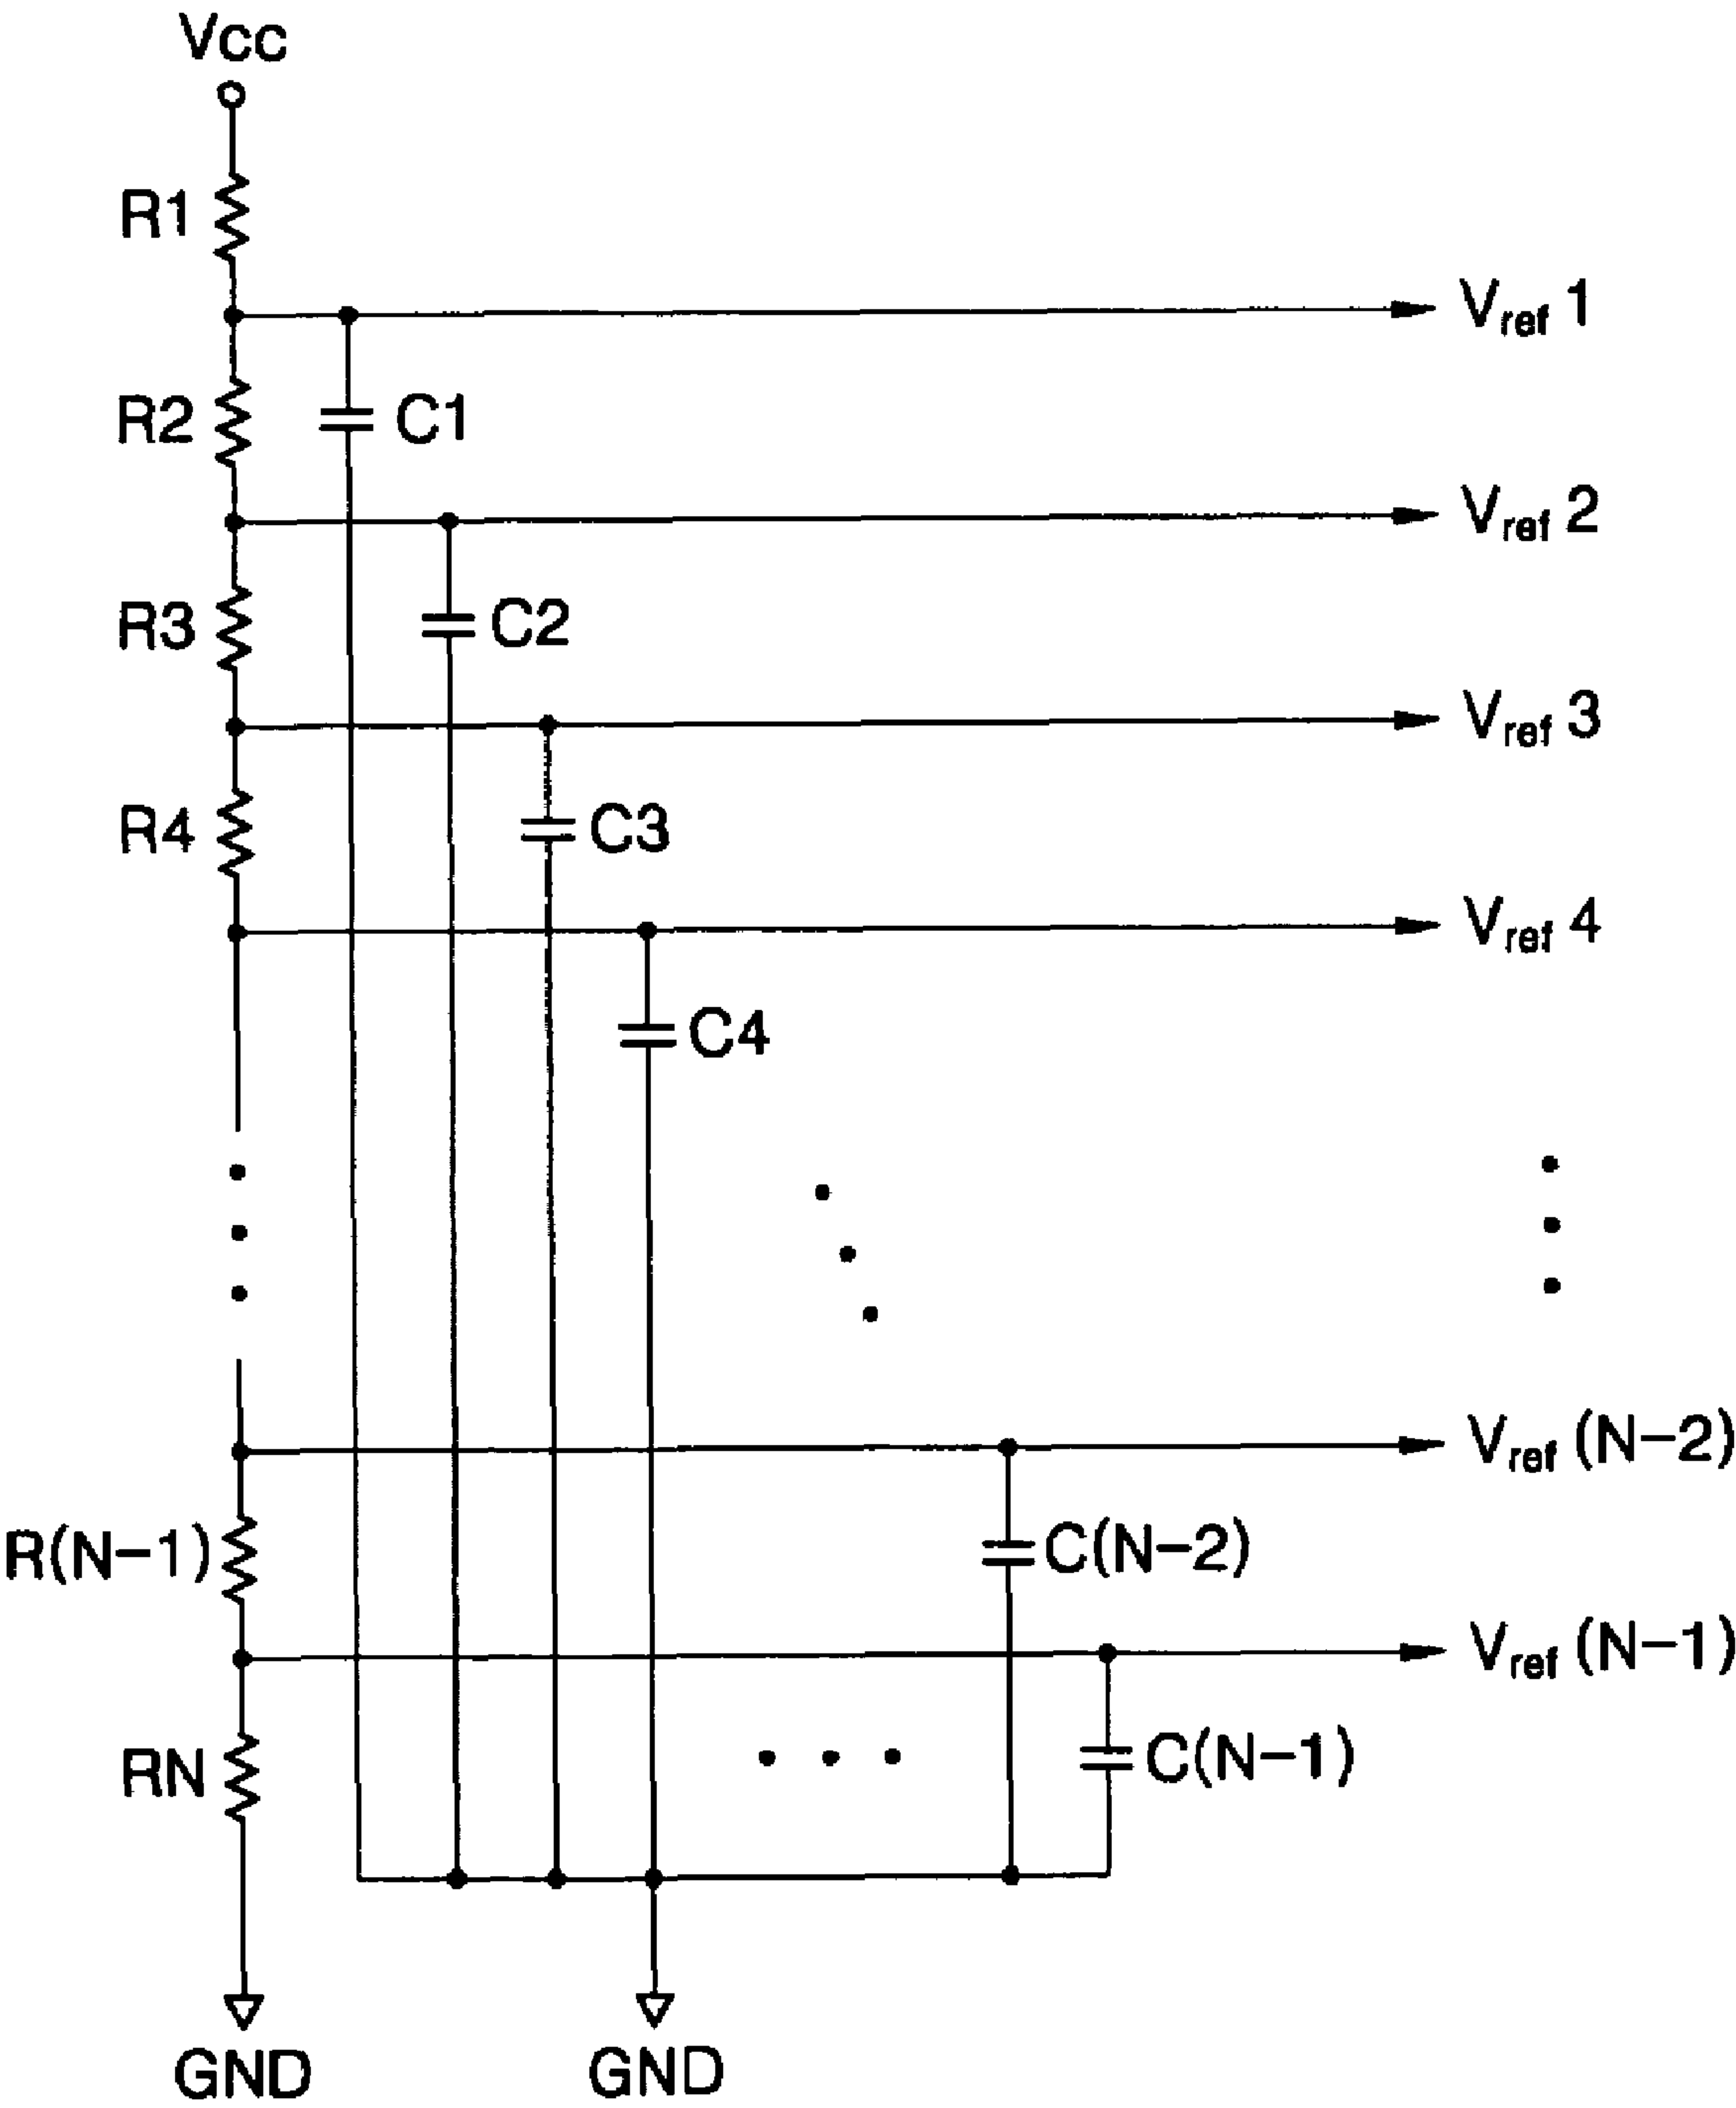 Vcc
R1
Vref 1
R2
C1
Vref 2
R3
C2
Vref 3
R4
C3
Vref 4
C4
Vref (N-2)
R(N-1)
C(N-2)
Vref (N-1)
RN
C(N-1)
GND
GND